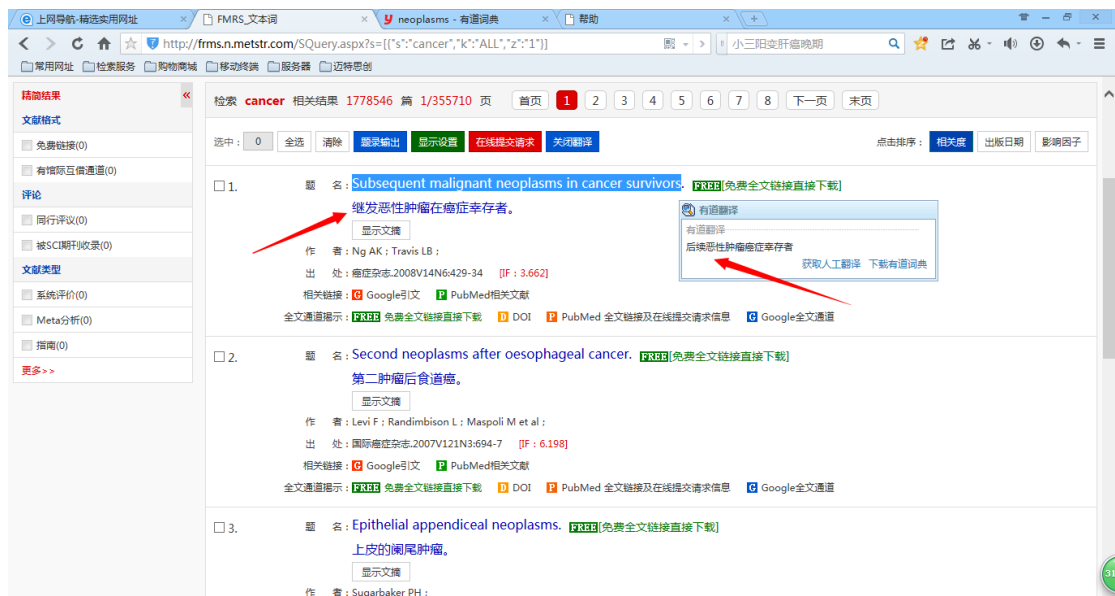 上网导航-精选实用网址 × FMRS_文本词 × neoplasms - 有道词典 × 帮助 ×
http://frms.n.metstr.com/SQuery.aspx?s=[{"s":"cancer","k":"ALL","z":"1"}] 小三阳变肝癌晚期
常用网址 检索服务 购物商城 移动终端 服务器 迈特思创
精简结果 «
文献格式
免费链接(0)
有馆际互借通道(0)
评论
同行评议(0)
被SCI期刊收录(0)
文献类型
系统评价(0)
Meta分析(0)
指南(0)
更多>>
检索 cancer 相关结果 1778546 篇 1/355710 页 首页 1 2 3 4 5 6 7 8 下一页 末页
选中: 0 全选 清除 题录输出 显示设置 在线提交请求 关闭翻译 点击排序: 相关度 出版日期 影响因子
1. 题 名:Subsequent malignant neoplasms in cancer survivors. FREE[免费全文链接直接下载]
继发恶性肿瘤在癌症幸存者。
显示文摘
作 者:Ng AK ; Travis LB ;
出 处:癌症杂志.2008V14N6:429-34 [IF:3.662]
相关链接: G Google引文 P PubMed相关文献
全文通道揭示: FREE 免费全文链接直接下载 D DOI P PubMed 全文链接及在线提交请求信息 G Google全文通道
有道翻译
有道翻译
后续恶性肿瘤癌症幸存者
获取人工翻译 下载有道词典
2. 题 名:Second neoplasms after oesophageal cancer. FREE[免费全文链接直接下载]
第二肿瘤后食道癌。
显示文摘
作 者:Levi F ; Randimbison L ; Maspoli M et al ;
出 处:国际癌症杂志.2007V121N3:694-7 [IF:6.198]
相关链接: G Google引文 P PubMed相关文献
全文通道揭示: FREE 免费全文链接直接下载 D DOI P PubMed 全文链接及在线提交请求信息 G Google全文通道
3. 题 名:Epithelial appendiceal neoplasms. FREE[免费全文链接直接下载]
上皮的阑尾肿瘤。
显示文摘
作 者:Sugarbaker PH ;
31